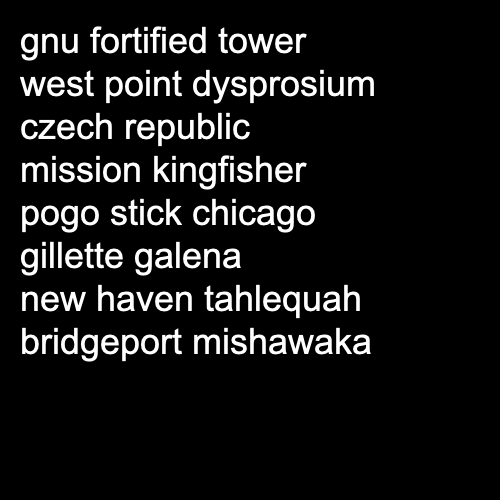 gnu fortified tower
west point dysprosium
czech republic
mission kingfisher
pogo stick chicago
gillette galena
new haven tahlequah
bridgeport mishawaka